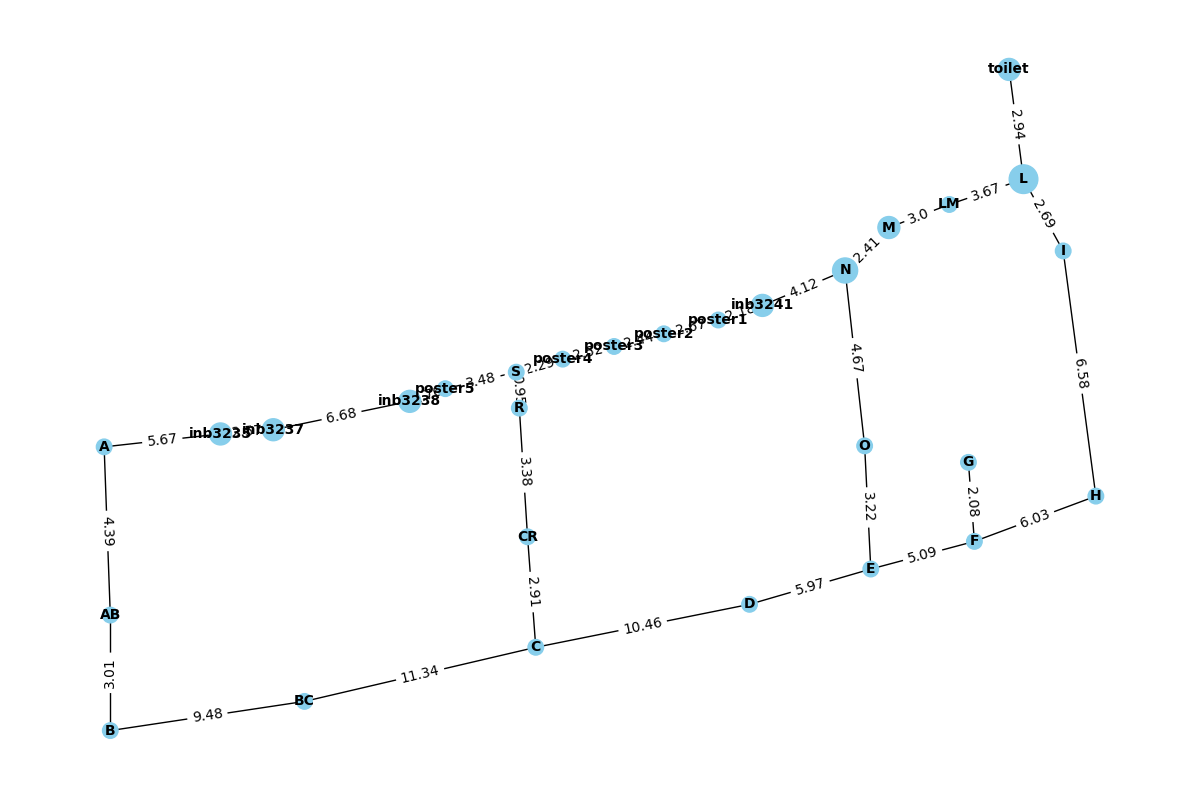 toilet
2.94
L
3.67
LM
3.0
M
2.69
I
2.41
N
4.12
inb3241
poster1
poster2
poster3
poster4
2.29
S
3.48
poster5
inb3238
0.95
R
6.68
inb3237
inb3235
5.67
A
4.67
6.58
3.38
O
G
4.39
3.22
2.08
H
6.03
CR
F
5.09
E
2.91
5.97
D
AB
10.46
C
3.01
11.34
BC
9.48
B